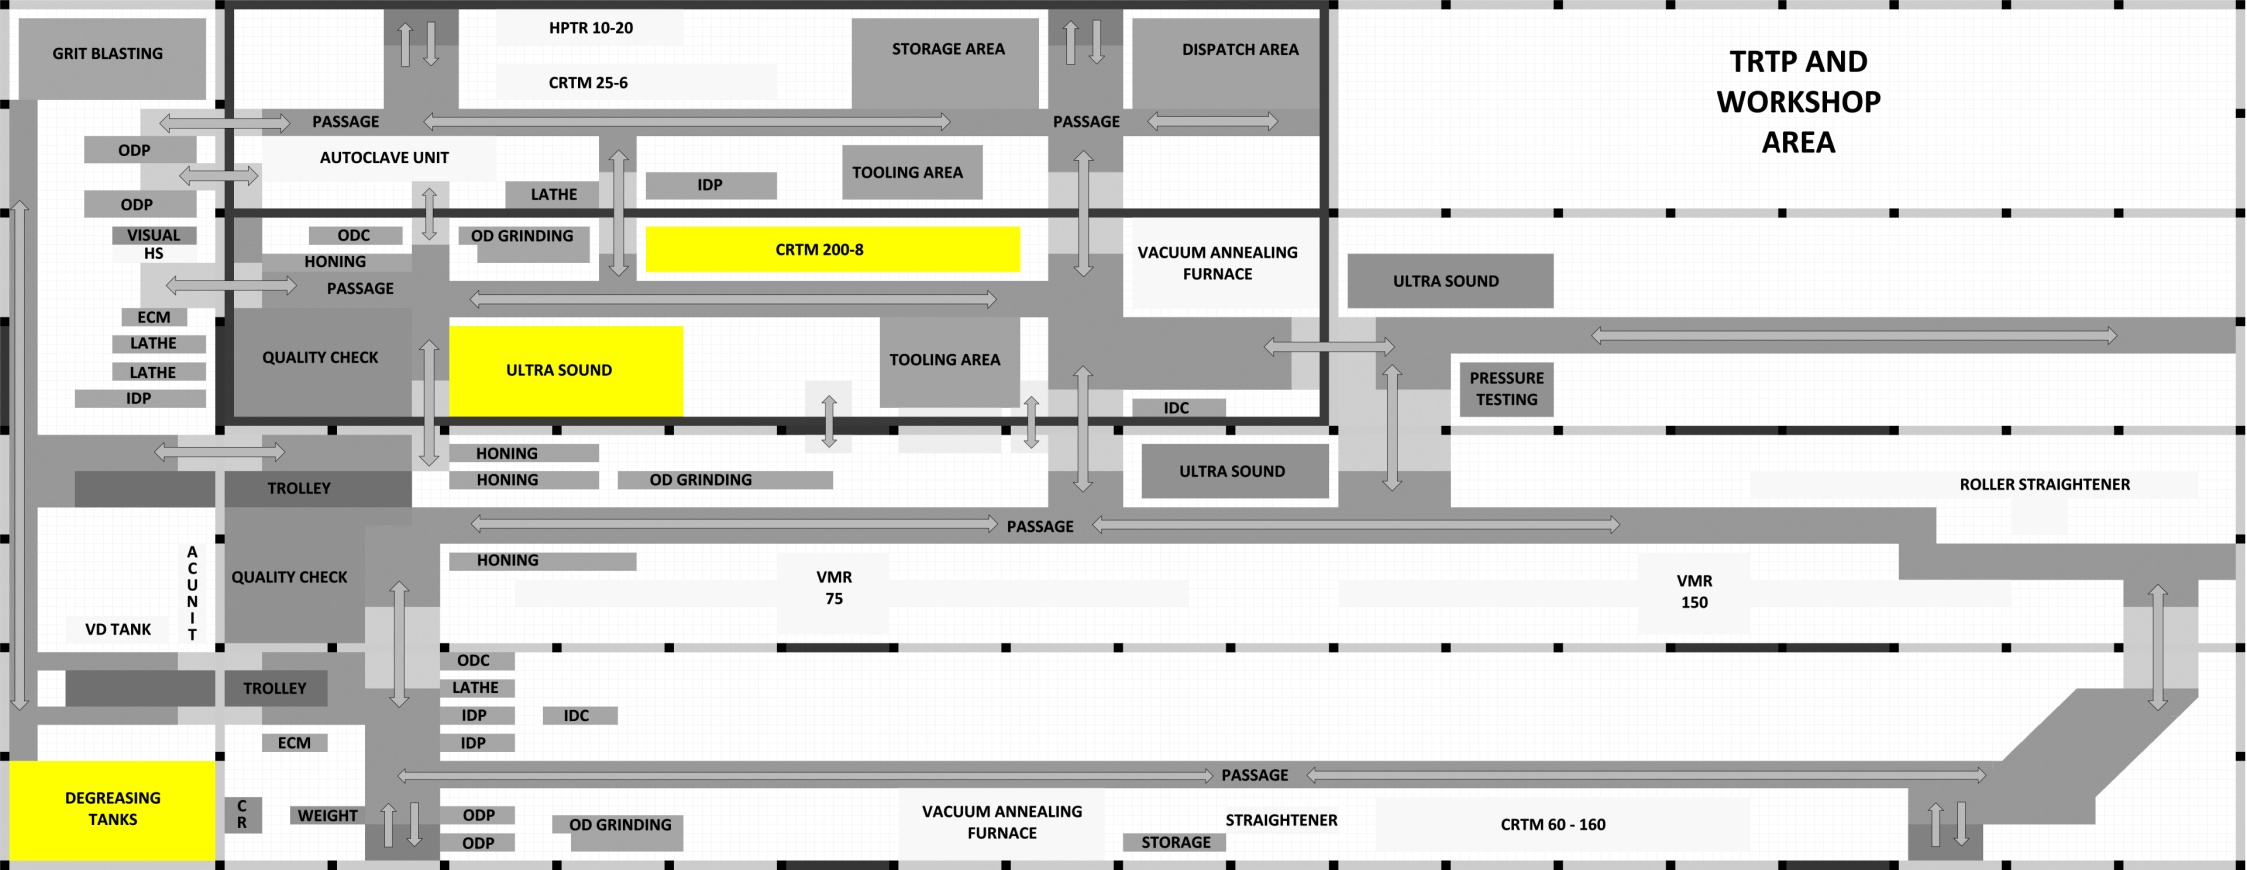 GRIT BLASTING
HPTR 10-20
CRTM 25-6
STORAGE AREA
DISPATCH AREA
TRTP AND
WORKSHOP
AREA
PASSAGE
PASSAGE
ODP
AUTOCLAVE UNIT
LATHE
IDP
TOOLING AREA
ODP
VISUAL
HS
ODC
OD GRINDING
CRTM 200-8
VACUUM ANNEALING
FURNACE
HONING
PASSAGE
ULTRA SOUND
ECM
LATHE
LATHE
IDP
QUALITY CHECK
ULTRA SOUND
TOOLING AREA
IDC
PRESSURE
TESTING
HONING
HONING
OD GRINDING
ULTRA SOUND
TROLLEY
ROLLER STRAIGHTENER
PASSAGE
A
C
U
N
I
T
QUALITY CHECK
HONING
VMR
75
VMR
150
VD TANK
ODC
LATHE
IDP
IDC
IDP
TROLLEY
ECM
PASSAGE
DEGREASING
TANKS
C
R
WEIGHT
ODP
ODP
OD GRINDING
VACUUM ANNEALING
FURNACE
STORAGE
STRAIGHTENER
CRTM 60 - 160